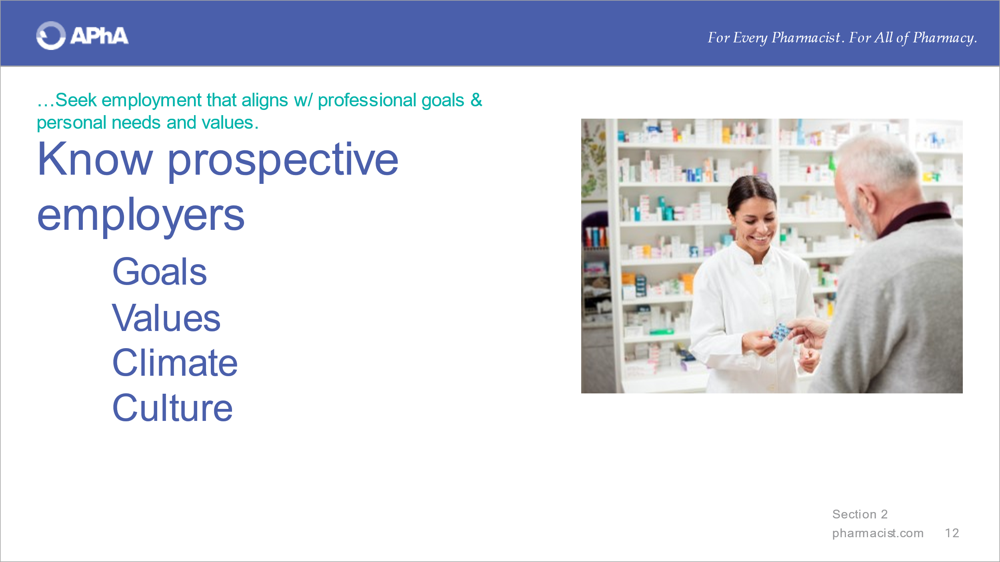 APhA
For Every Pharmacist. For All of Pharmacy.
…Seek employment that aligns w/ professional goals &
personal needs and values.
Know prospective
employers
Goals
Values
Climate
Culture
Section 2
pharmacist.com 12